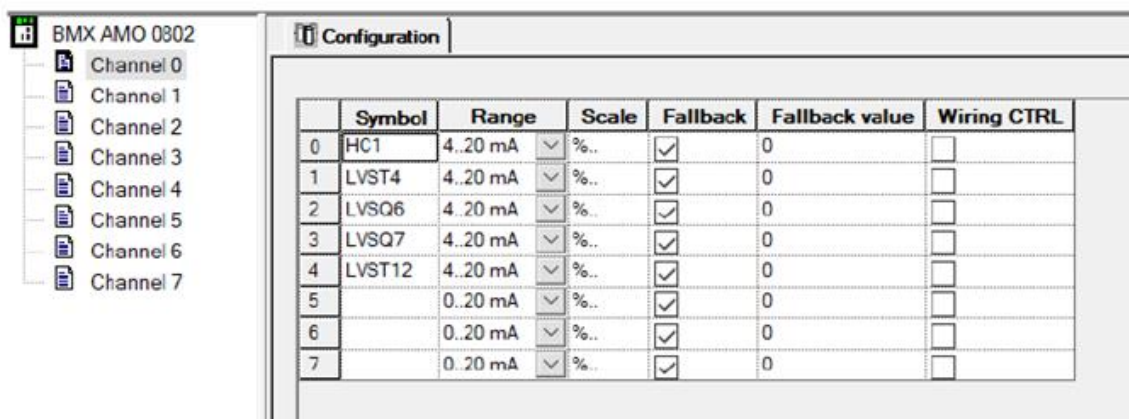 BMX AMO 0802
Channel 0
Channel 1
Channel 2
Channel 3
Channel 4
Channel 5
Channel 6
Channel 7
Configuration
Symbol Range Scale Fallback Fallback value Wiring CTRL
0 HC1 4..20 mA %.. 0
1 LVST4 4..20 mA %.. 0
2 LVSQ6 4..20 mA %.. 0
3 LVSQ7 4..20 mA %.. 0
4 LVST12 4..20 mA %.. 0
5 0..20 mA %.. 0
6 0..20 mA %.. 0
7 0..20 mA %.. 0